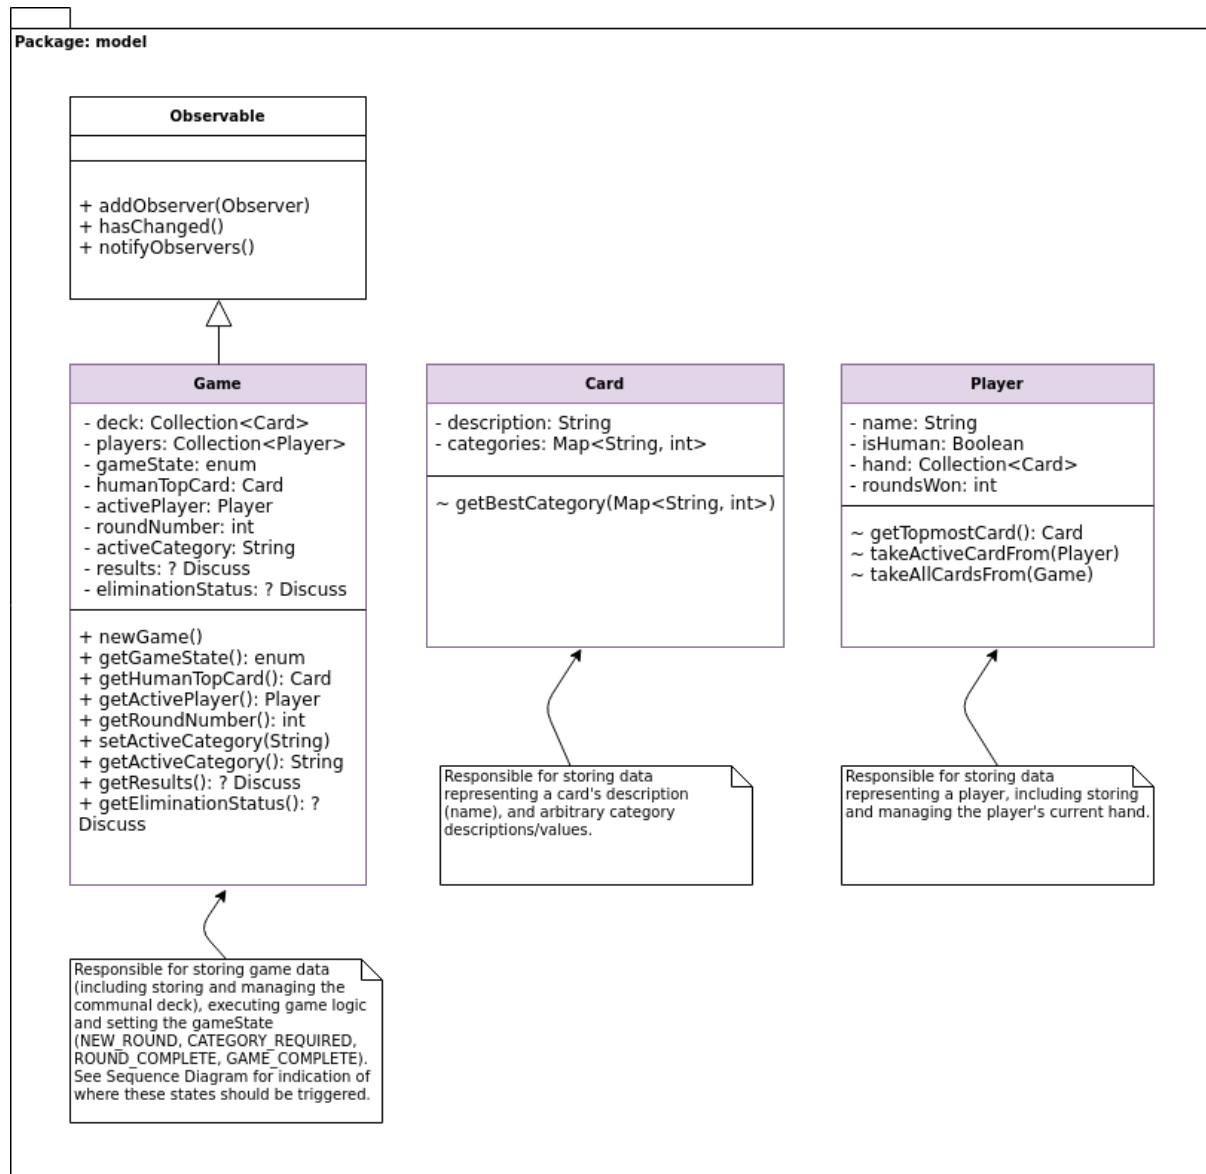 Package: model
Observable
+ addObserver(Observer)
+ hasChanged()
+ notifyObservers()
Game
- deck: Collection<Card>
- players: Collection<Player>
- gameState: enum
- humanTopCard: Card
- activePlayer: Player
- roundNumber: int
- activeCategory: String
- results: ? Discuss
- eliminationStatus: ? Discuss
+ newGame()
+ getGameState(): enum
+ getHumanTopCard(): Card
+ getActivePlayer(): Player
+ getRoundNumber(): int
+ setActiveCategory(String)
+ getActiveCategory(): String
+ getResults(): ? Discuss
+ getEliminationStatus(): ?
Discuss
Card
- description: String
- categories: Map<String, int>
~ getBestCategory(Map<String, int>)
Player
- name: String
- isHuman: Boolean
- hand: Collection<Card>
- roundsWon: int
~ getTopmostCard(): Card
~ takeActiveCardFrom(Player)
~ takeAllCardsFrom(Game)
Responsible for storing data
representing a card's description
(name), and arbitrary category
descriptions/values.
Responsible for storing data
representing a player, including storing
and managing the player's current hand.
Responsible for storing game data
(including storing and managing the
communal deck), executing game logic
and setting the gameState
(NEW_ROUND, CATEGORY_REQUIRED,
ROUND_COMPLETE, GAME_COMPLETE).
See Sequence Diagram for indication of
where these states should be triggered.